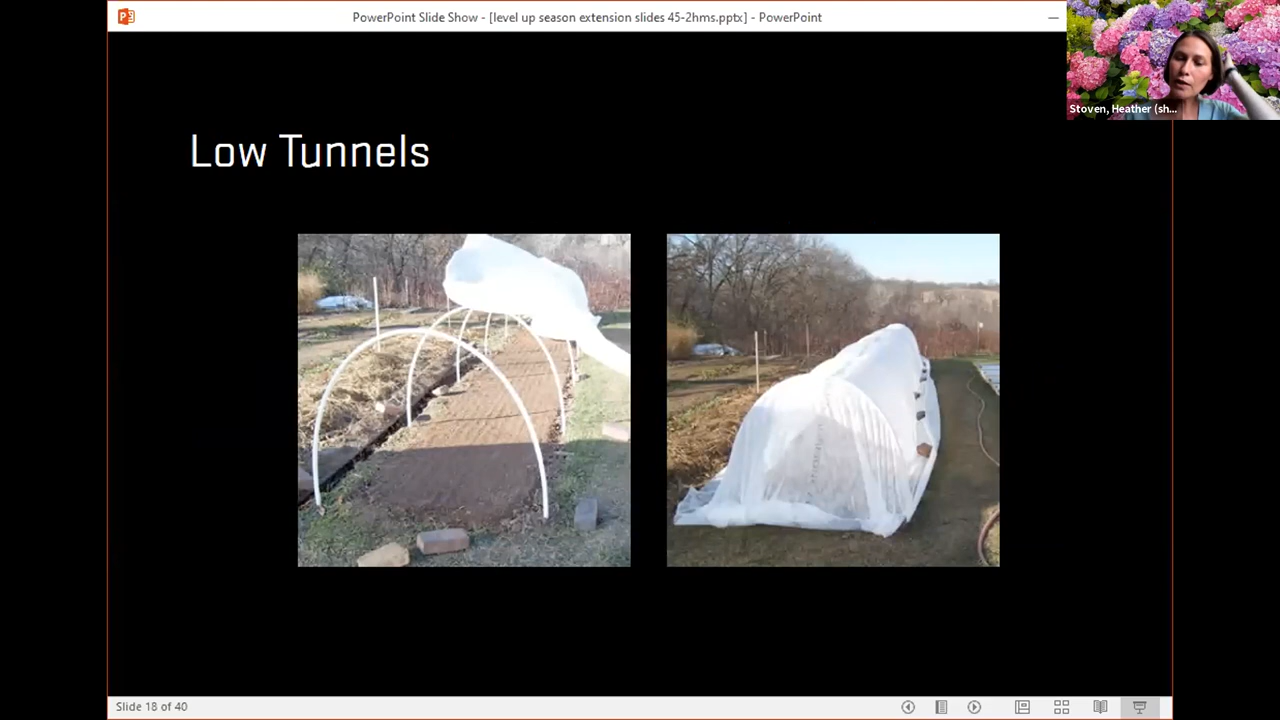 PowerPoint Slide Show - [level up season extension slides 45-2hms.pptx] - PowerPoint
Stoven, Heather (sh...
Low Tunnels
Slide 18 of 40